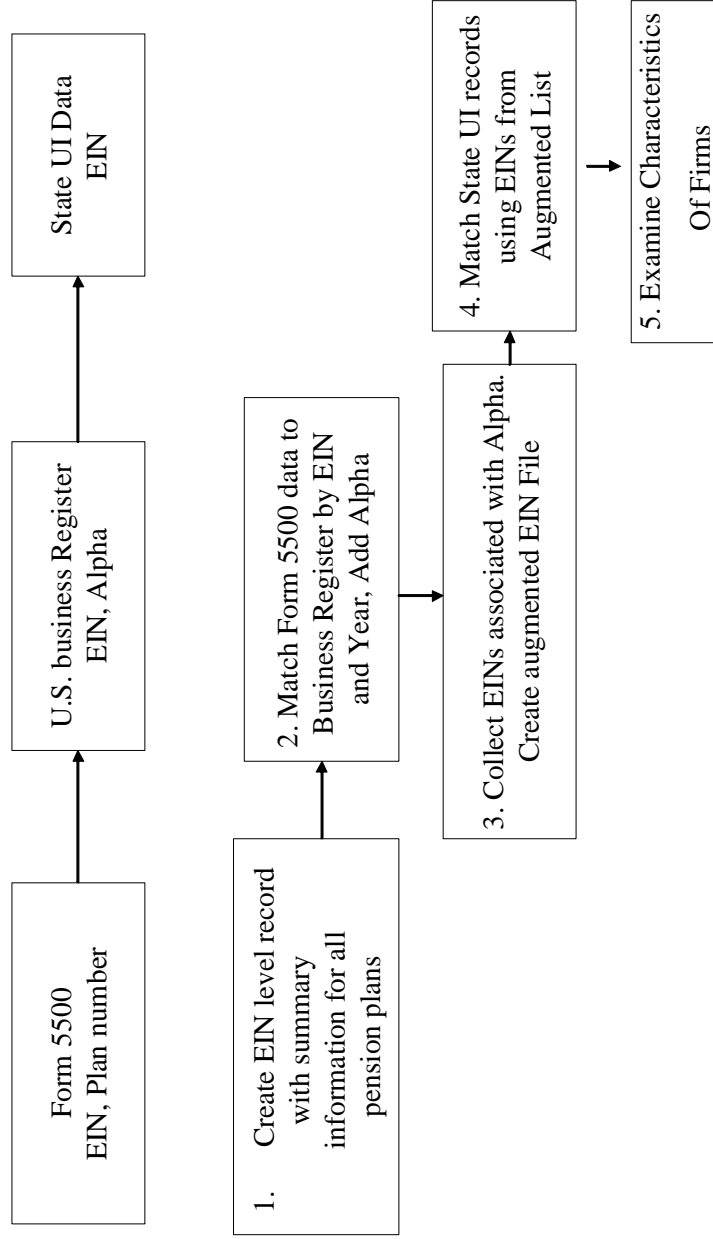 Form 5500
EIN, Plan number
U.S. business Register
EIN, Alpha
State UI Data
EIN
1. Create EIN level record
with summary
information for all
pension plans
2. Match Form 5500 data to
Business Register by EIN
and Year, Add Alpha
3. Collect EINs associated with Alpha.
Create augmented EIN File
4. Match State UI records
using EINs from
Augmented List
5. Examine Characteristics
Of Firms